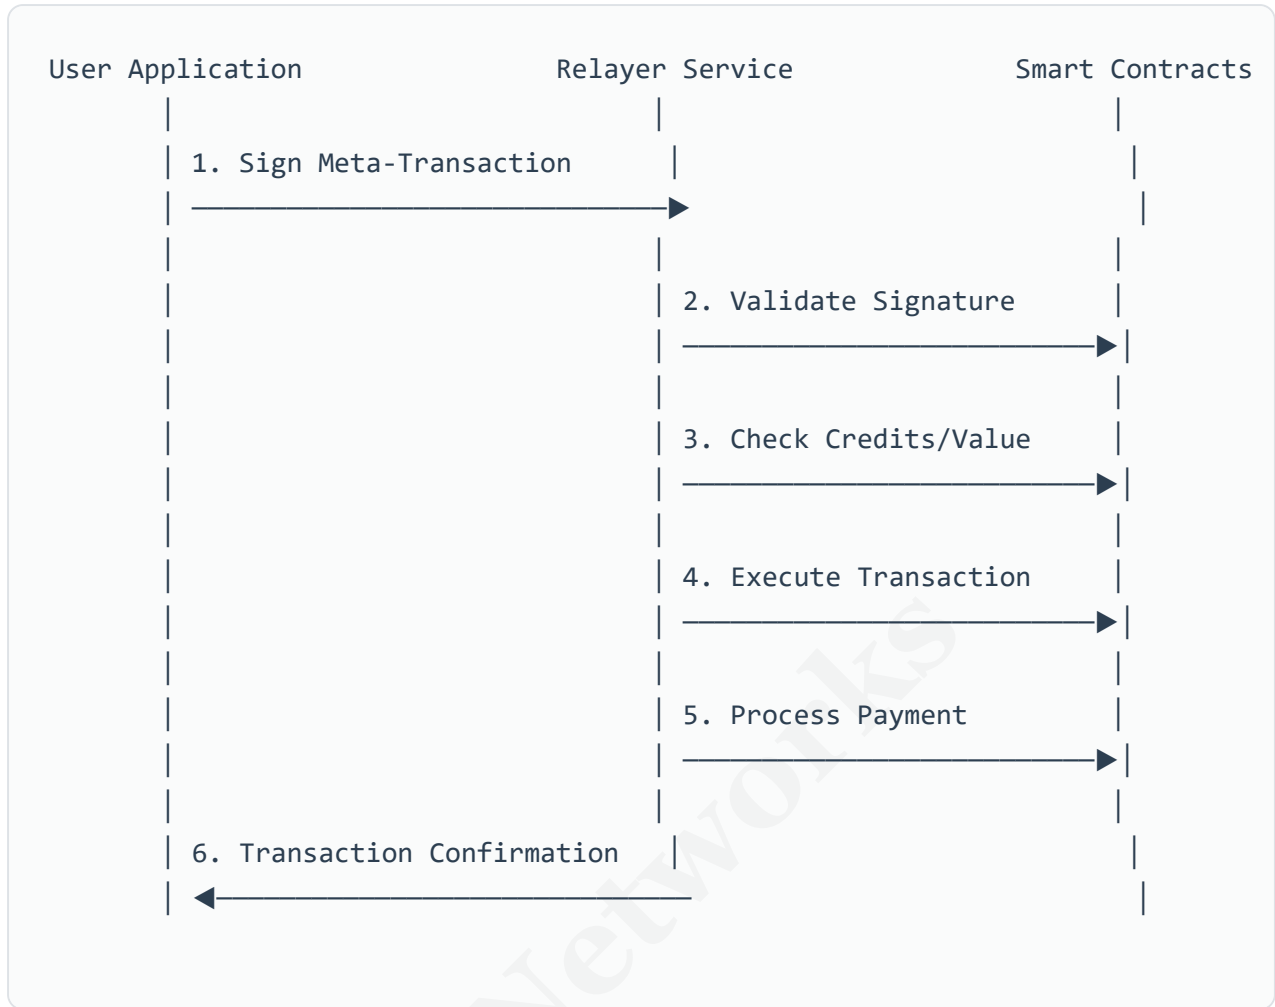 User Application Relayer Service Smart Contracts
1. Sign Meta-Transaction
2. Validate Signature
3. Check Credits/Value
4. Execute Transaction
5. Process Payment
6. Transaction Confirmation
Networks